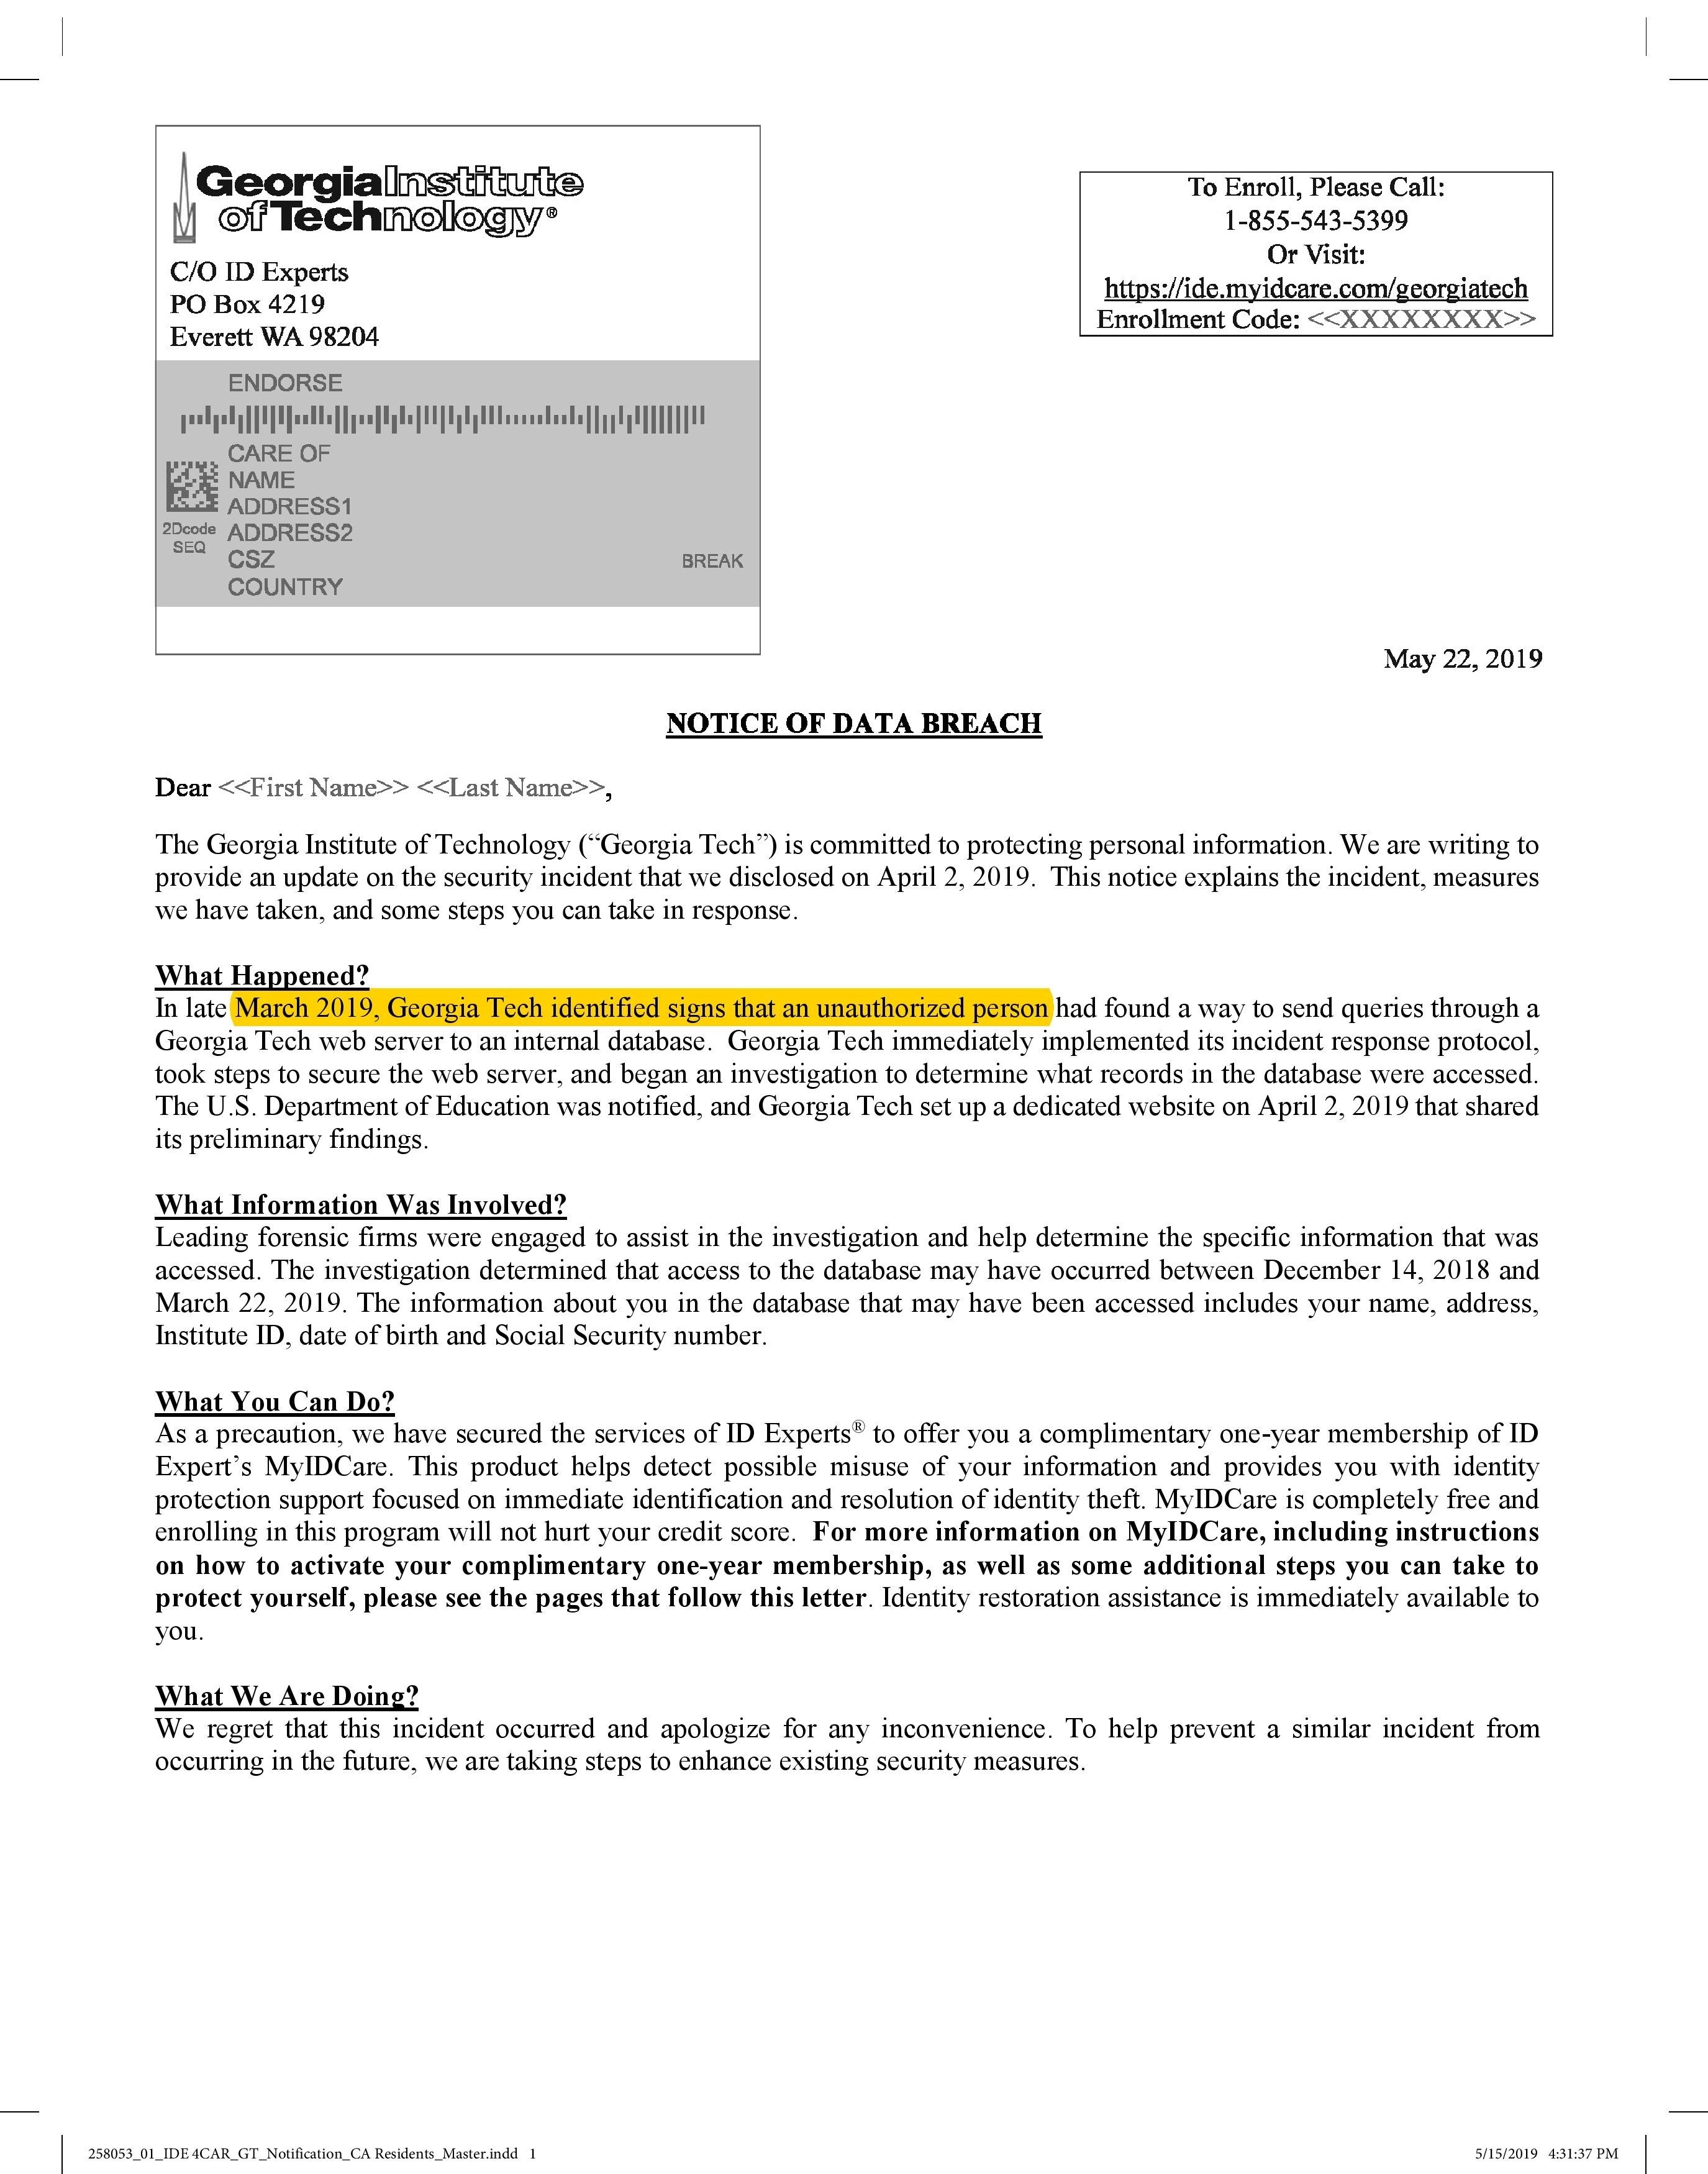 GeorgiaInstitute
ofTechnology®
C/O ID Experts
PO Box 4219
Everett WA 98204
To Enroll, Please Call:
1-855-543-5399
Or Visit:
https://ide.myidcare.com/georgiatech
Enrollment Code: <<XXXXXXXX>>
ENDORSE
CARE OF
NAME
ADDRESS1
2Dcode ADDRESS2
SEQ
CSZ
BREAK
COUNTRY
May 22, 2019
NOTICE OF DATA BREACH
Dear <<First Name>> <<Last Name>>,
The Georgia Institute of Technology (“Georgia Tech”) is committed to protecting personal information. We are writing to
provide an update on the security incident that we disclosed on April 2, 2019.  This notice explains the incident, measures
we have taken, and some steps you can take in response.
What Happened?
In late March 2019, Georgia Tech identified signs that an unauthorized person had found a way to send queries through a
Georgia Tech web server to an internal database.  Georgia Tech immediately implemented its incident response protocol,
took steps to secure the web server, and began an investigation to determine what records in the database were accessed.
The U.S. Department of Education was notified, and Georgia Tech set up a dedicated website on April 2, 2019 that shared
its preliminary findings.
What Information Was Involved?
Leading forensic firms were engaged to assist in the investigation and help determine the specific information that was
accessed. The investigation determined that access to the database may have occurred between December 14, 2018 and
March 22, 2019. The information about you in the database that may have been accessed includes your name, address,
Institute ID, date of birth and Social Security number.
What You Can Do?
As a precaution, we have secured the services of ID Experts® to offer you a complimentary one-year membership of ID
Expert’s MyIDCare. This product helps detect possible misuse of your information and provides you with identity
protection support focused on immediate identification and resolution of identity theft. MyIDCare is completely free and
enrolling in this program will not hurt your credit score.  For more information on MyIDCare, including instructions
on how to activate your complimentary one-year membership, as well as some additional steps you can take to
protect yourself, please see the pages that follow this letter. Identity restoration assistance is immediately available to
you.
What We Are Doing?
We regret that this incident occurred and apologize for any inconvenience. To help prevent a similar incident from
occurring in the future, we are taking steps to enhance existing security measures.
258053_01_IDE 4CAR_GT_Notification_CA Residents_Master.indd   1
5/15/2019   4:31:37 PM